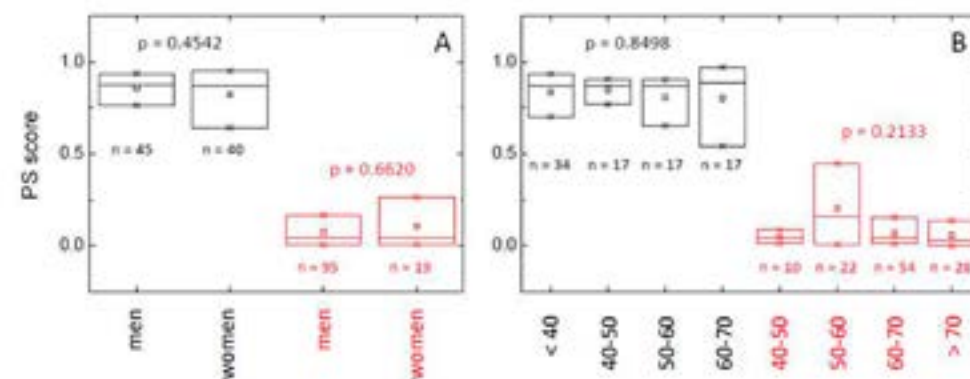 A
p = 0.4542
1.0
0.5
0.0
PS score
n = 45
n = 40
p = 0.6620
n = 95
n = 19
men
women
men
women
B
p = 0.8498
1.0
0.5
0.0
n = 34
n = 17
n = 17
n = 17
p = 0.2133
n = 10
n = 22
n = 54
n = 28
< 40
40-50
50-60
60-70
40-50
50-60
60-70
> 70